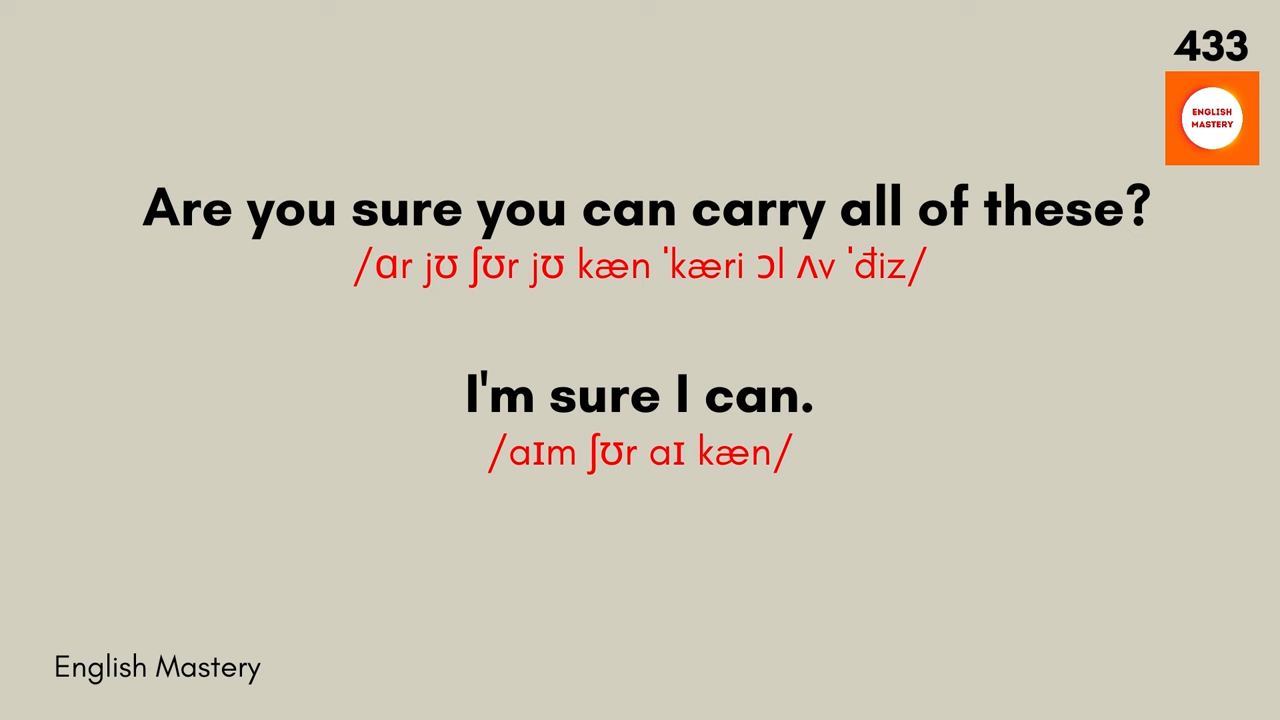 433
ENGLISH
MASTERY
Are you sure you can carry all of these?
/ɑr jʊ ʃʊr jʊ kæn ˈkæri ɔl ʌv ˈđiz/
I'm sure I can.
/aɪm ʃʊr aɪ kæn/
English Mastery